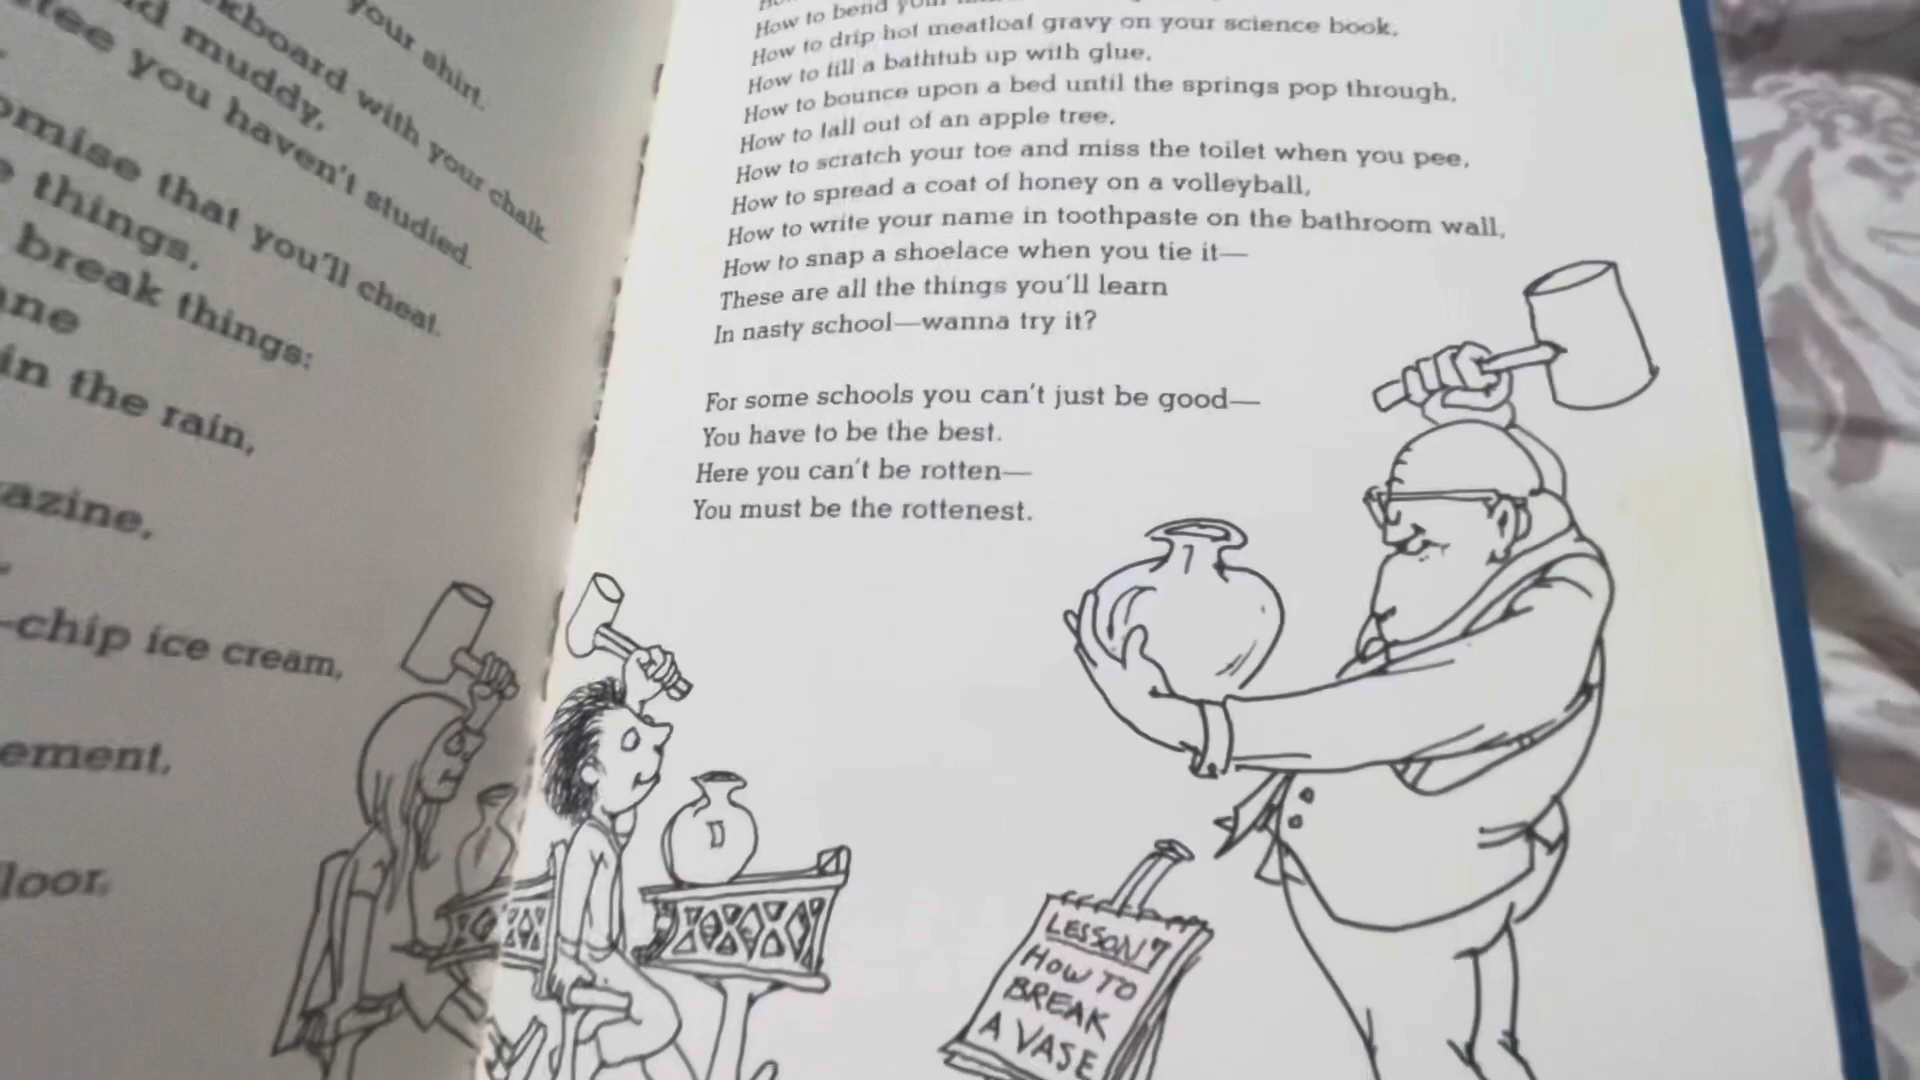 your shirt.
board with your chalk.
muddy,
you haven't studied.
that you'll cheat.
things,
break things:
in the rain,
-chip ice cream,
How to bend your
How to drip hot meatloaf gravy on your science book,
How to fill a bathtub up with glue,
How to bounce upon a bed until the springs pop through,
How to fall out of an apple tree,
How to scratch your toe and miss the toilet when you pee,
How to spread a coat of honey on a volleyball,
How to write your name in toothpaste on the bathroom wall,
How to snap a shoelace when you tie it—
These are all the things you'll learn
In nasty school—wanna try it?
For some schools you can't just be good—
You have to be the best.
Here you can't be rotten—
You must be the rottenest.
LESSON 7
HOW TO
BREAK
A VASE